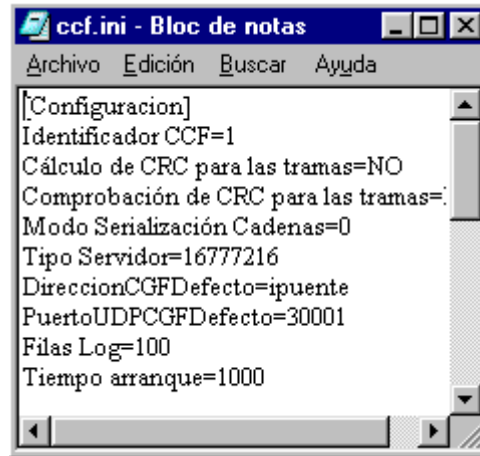 ccf.ini - Bloc de notas
Archivo Edición Buscar Ayuda
[Configuracion]
Identificador CCF=1
Cálculo de CRC para las tramas=NO
Comprobación de CRC para las tramas=
Modo Serialización Cadenas=0
Tipo Servidor=16777216
DireccionCGFDefecto=ipuente
PuertoUDPCGFDefecto=30001
Filas Log=100
Tiempo arranque=1000